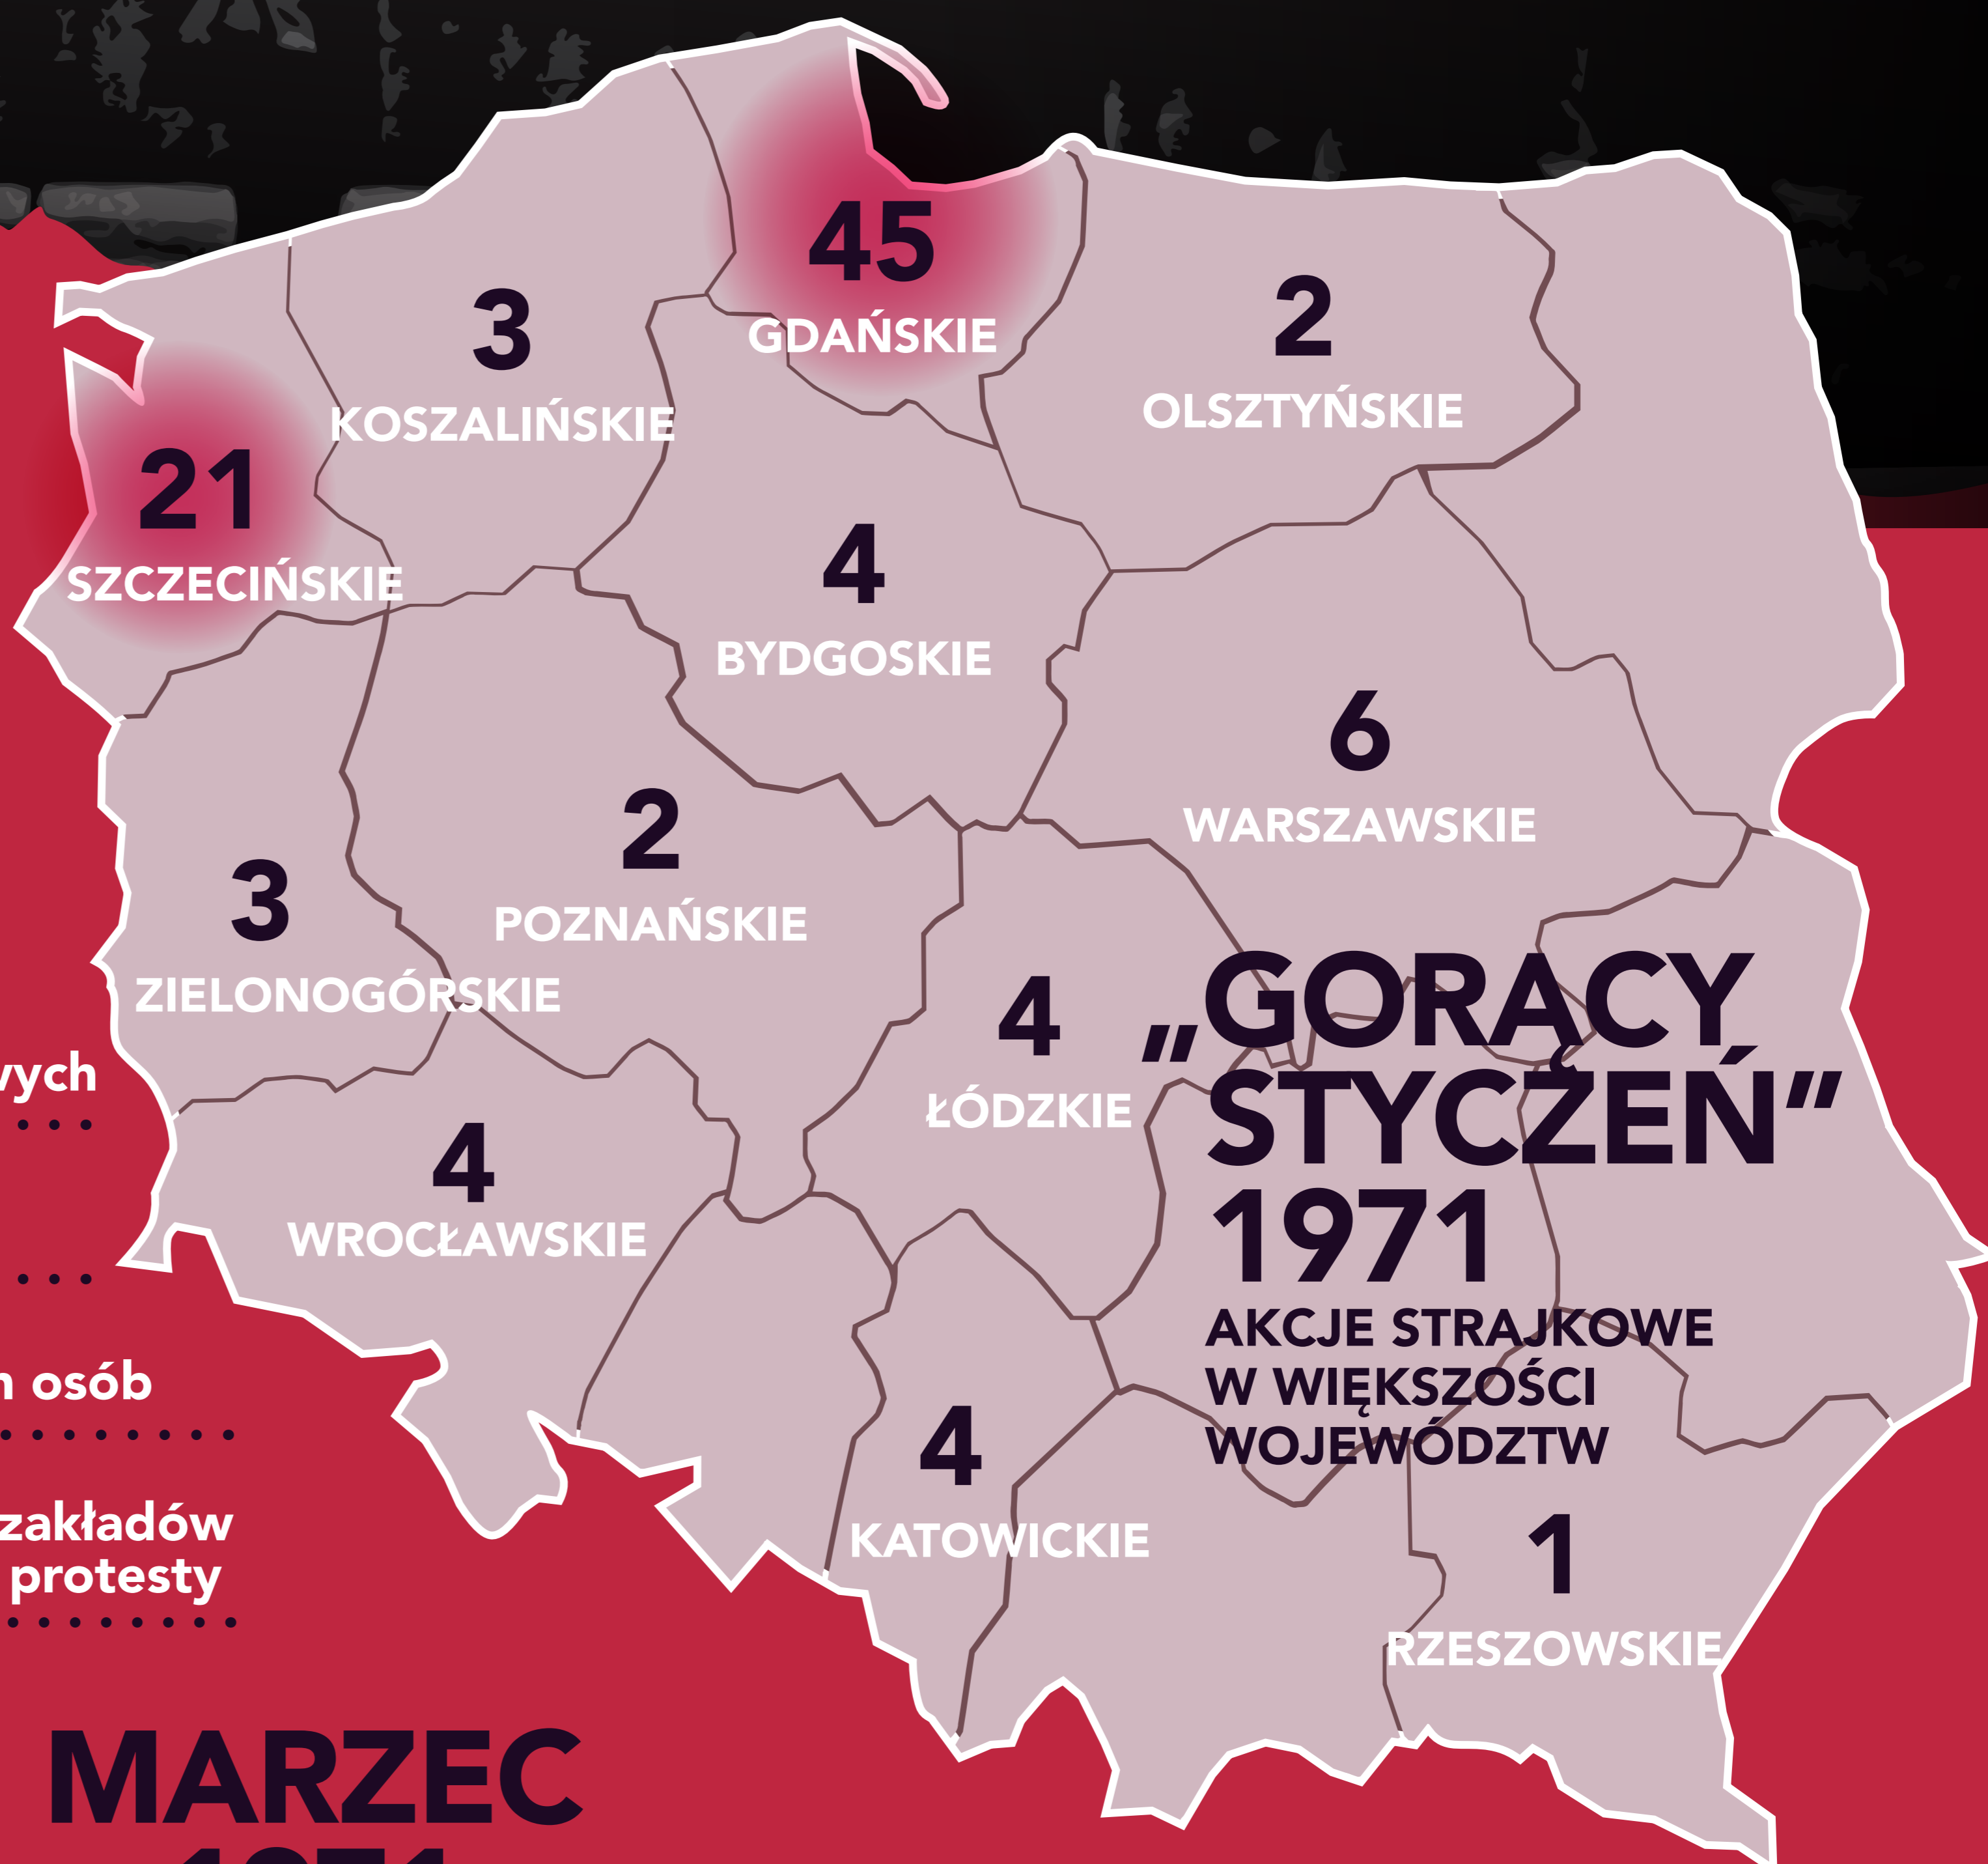 45
GDAŃSKIE
3
KOSZALIŃSKIE
2
OLSZTYŃSKIE
21
SZCZECIŃSKIE
4
BYDGOSKIE
6
WARSZAWSKIE
2
POZNAŃSKIE
3
ZIELONOGÓRSKIE
4
ŁÓDZKIE
„GORĄCY
STYCZEŃ”
1971
AKCJE STRAJKOWE
W WIĘKSZOŚCI
WOJEWÓDZTW
4
WROCŁAWSKIE
4
KATOWICKIE
1
RZESZOWSKIE
osób
zakładów
protesty
MARZEC
1971